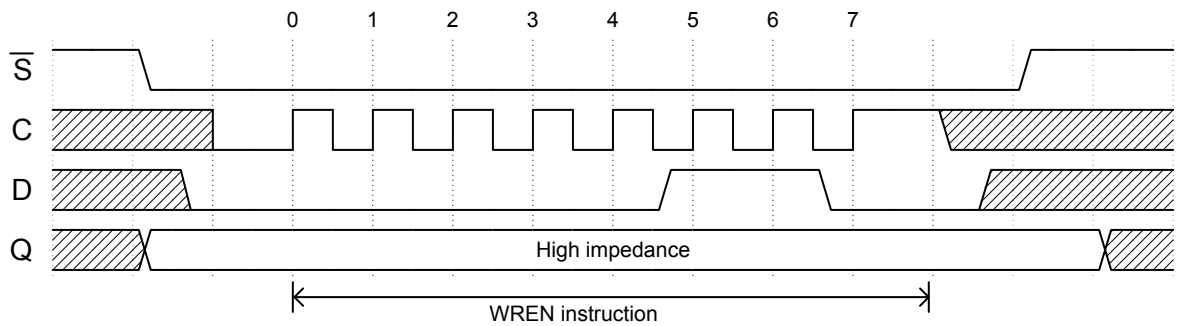 0 1 2 3 4 5 6 7
S̅
C
D
Q
High impedance
WREN instruction